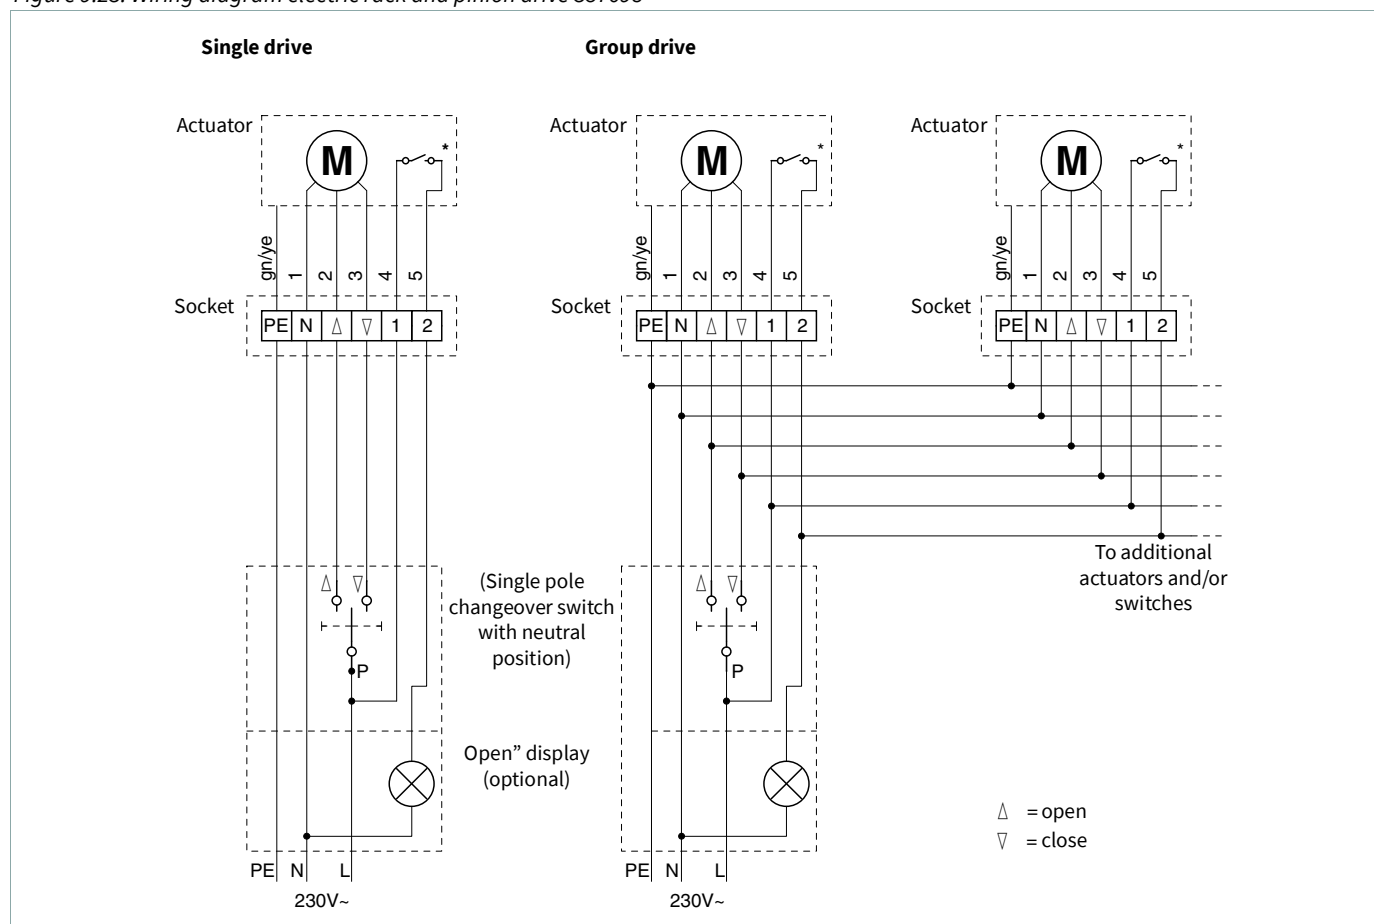 Single drive
Group drive
Actuator
M
*
gn/ye
1
2
3
4
5
Socket
PE N △ ▽ 1 2
Actuator
M
*
gn/ye
1
2
3
4
5
Socket
PE N △ ▽ 1 2
Actuator
M
*
gn/ye
1
2
3
4
5
Socket
PE N △ ▽ 1 2
To additional
actuators and/or
switches
△ ▽
P
(Single pole
changeover switch
with neutral
position)
△ ▽
P
Open” display
(optional)
△ = open
▽ = close
PE N L
230V~
PE N L
230V~